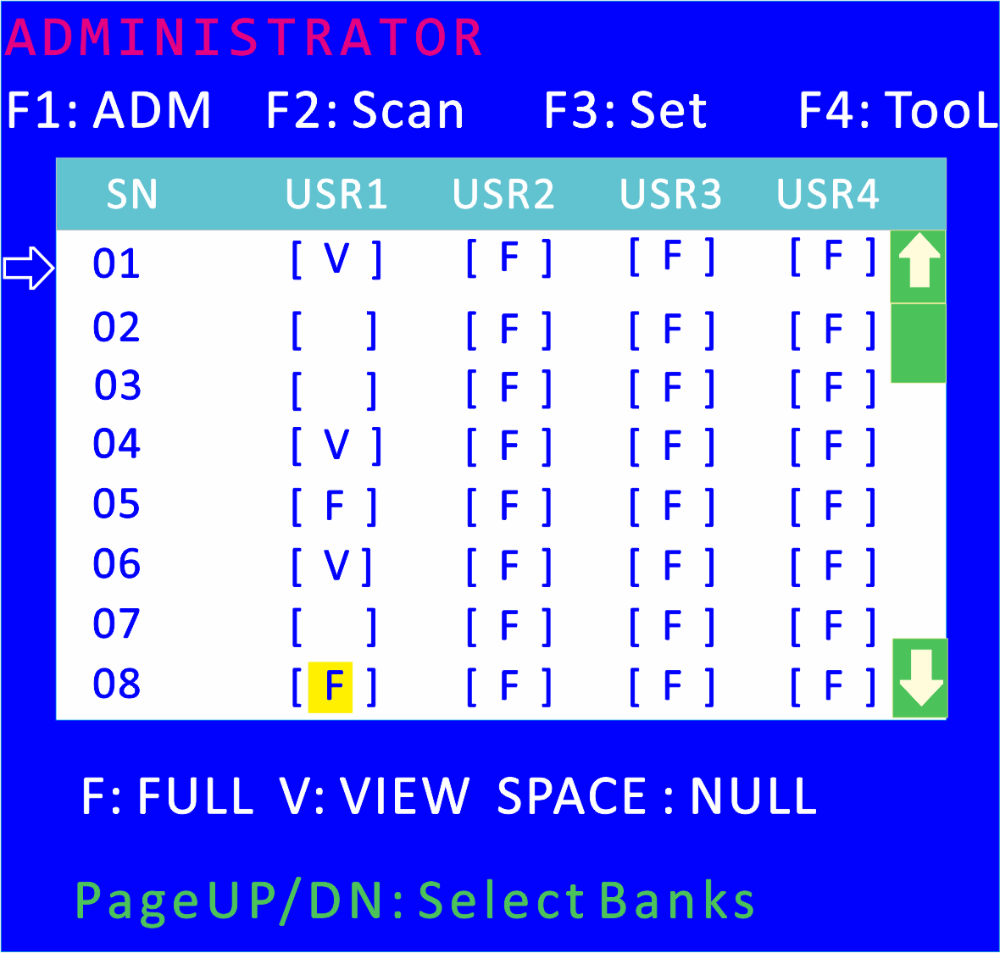 ADMINISTRATOR
F1: ADM F2: Scan F3: Set F4: TooL
SN USR1 USR2 USR3 USR4
01 [ V ] [ F ] [ F ] [ F ]
02 [ ] [ F ] [ F ] [ F ]
03 [ ] [ F ] [ F ] [ F ]
04 [ V ] [ F ] [ F ] [ F ]
05 [ F ] [ F ] [ F ] [ F ]
06 [ V ] [ F ] [ F ] [ F ]
07 [ ] [ F ] [ F ] [ F ]
08 [ F ] [ F ] [ F ] [ F ]
F: FULL V: VIEW SPACE : NULL
PageUP/DN: Select Banks